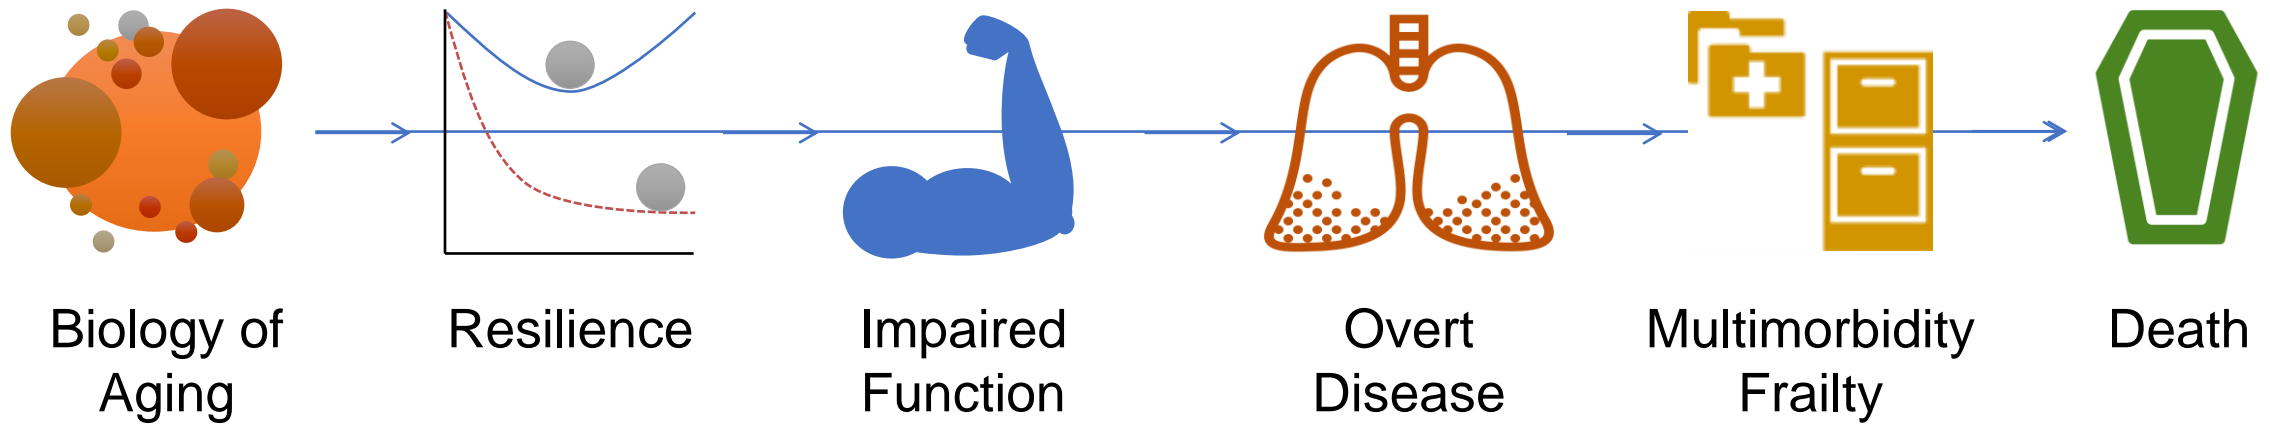 Biology of
Aging
Resilience
Impaired
Function
Overt
Disease
Multimorbidity
Frailty
Death